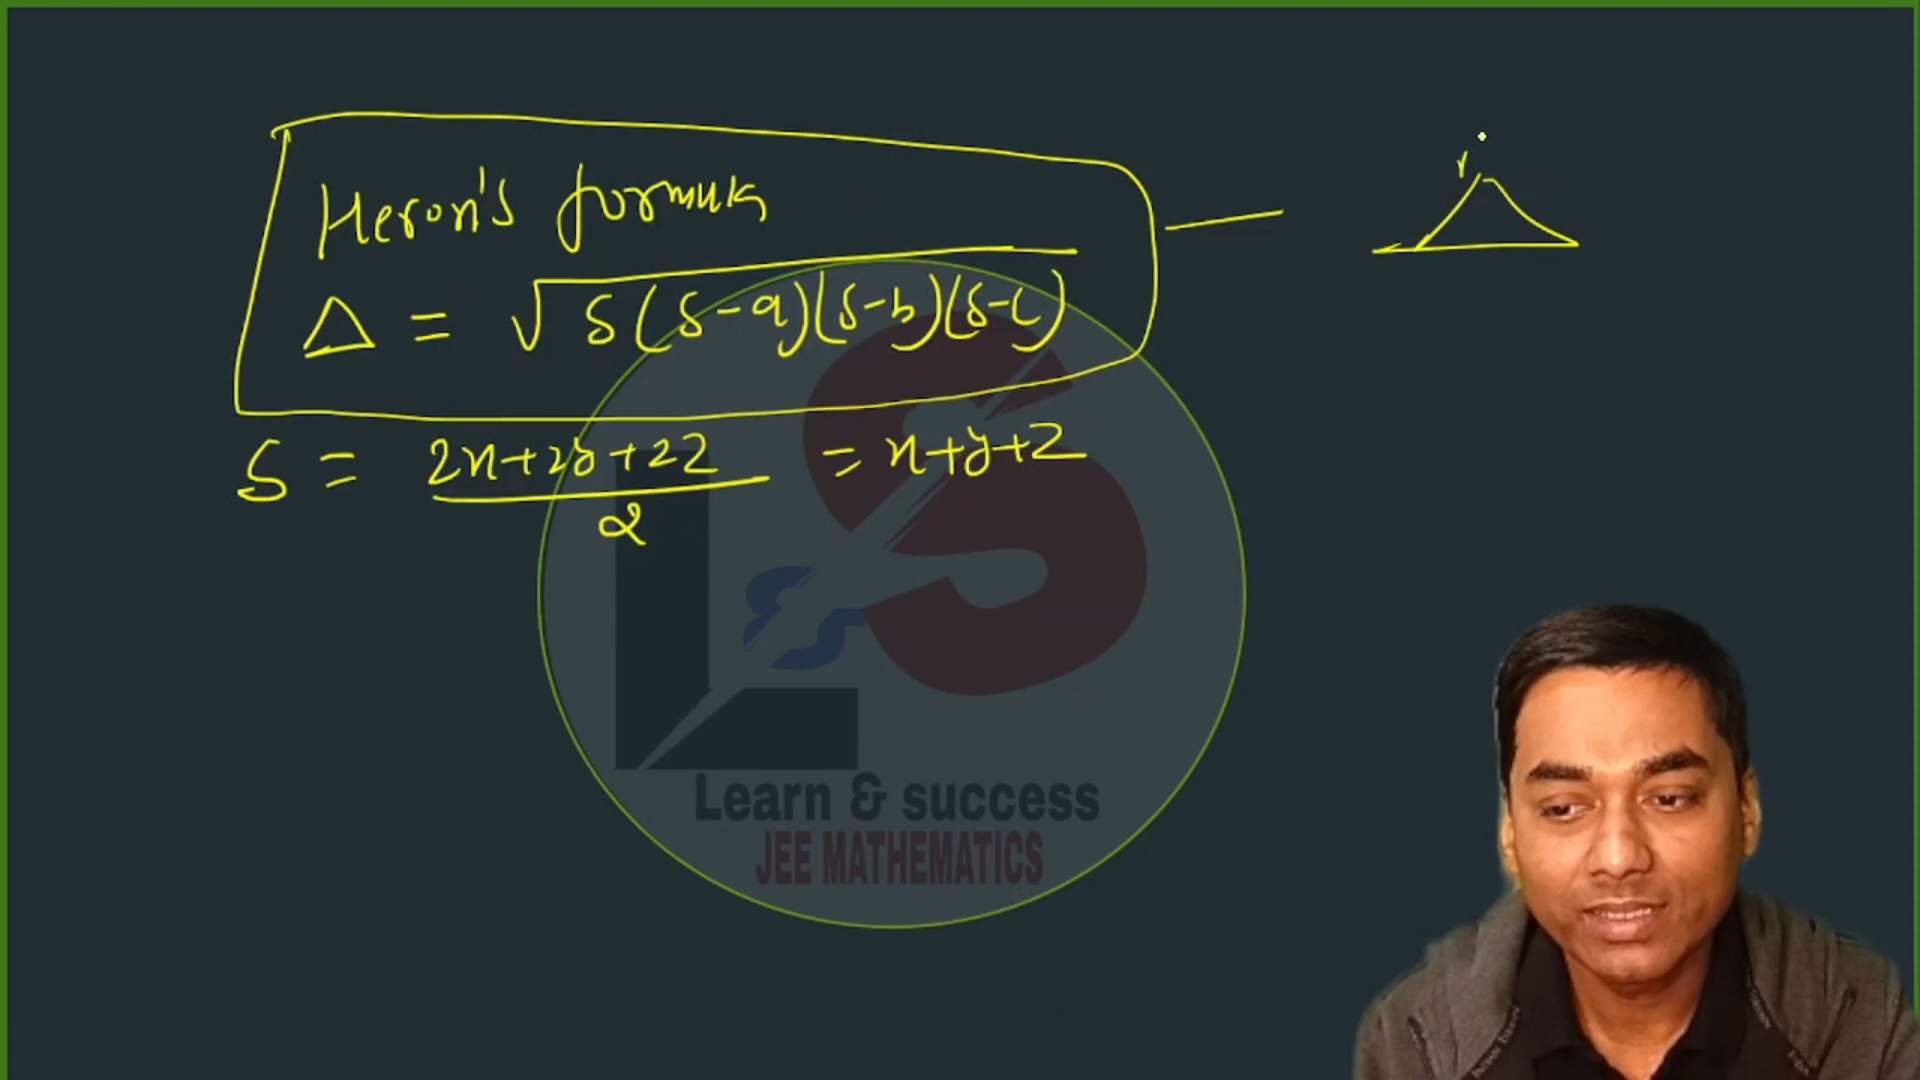 Heron's formula
Δ = √s(s-a)(s-b)(s-c)
S = 2x+2y+2z / 2 = x+y+z
Learn & success
JEE MATHEMATICS